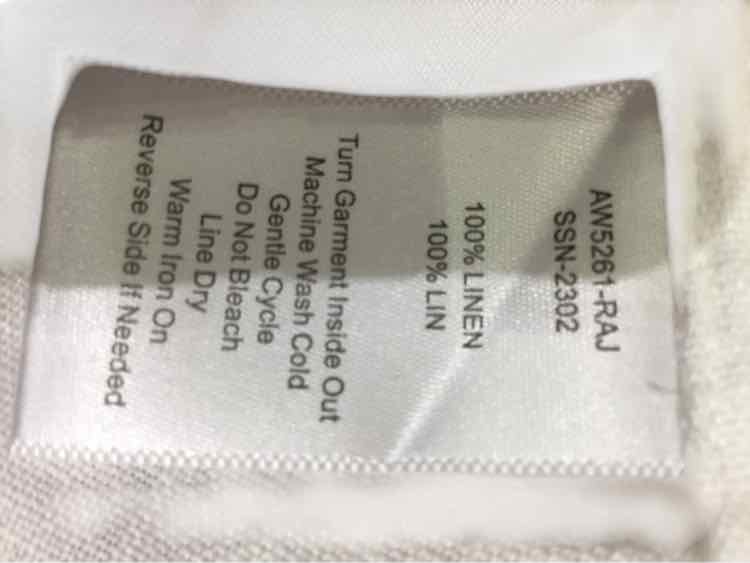 AW5261-RAJ
SSN-2302
100% LINEN
100% LIN
Turn Garment Inside Out
Machine Wash Cold
Gentle Cycle
Do Not Bleach
Line Dry
Warm Iron On
Reverse Side If Needed